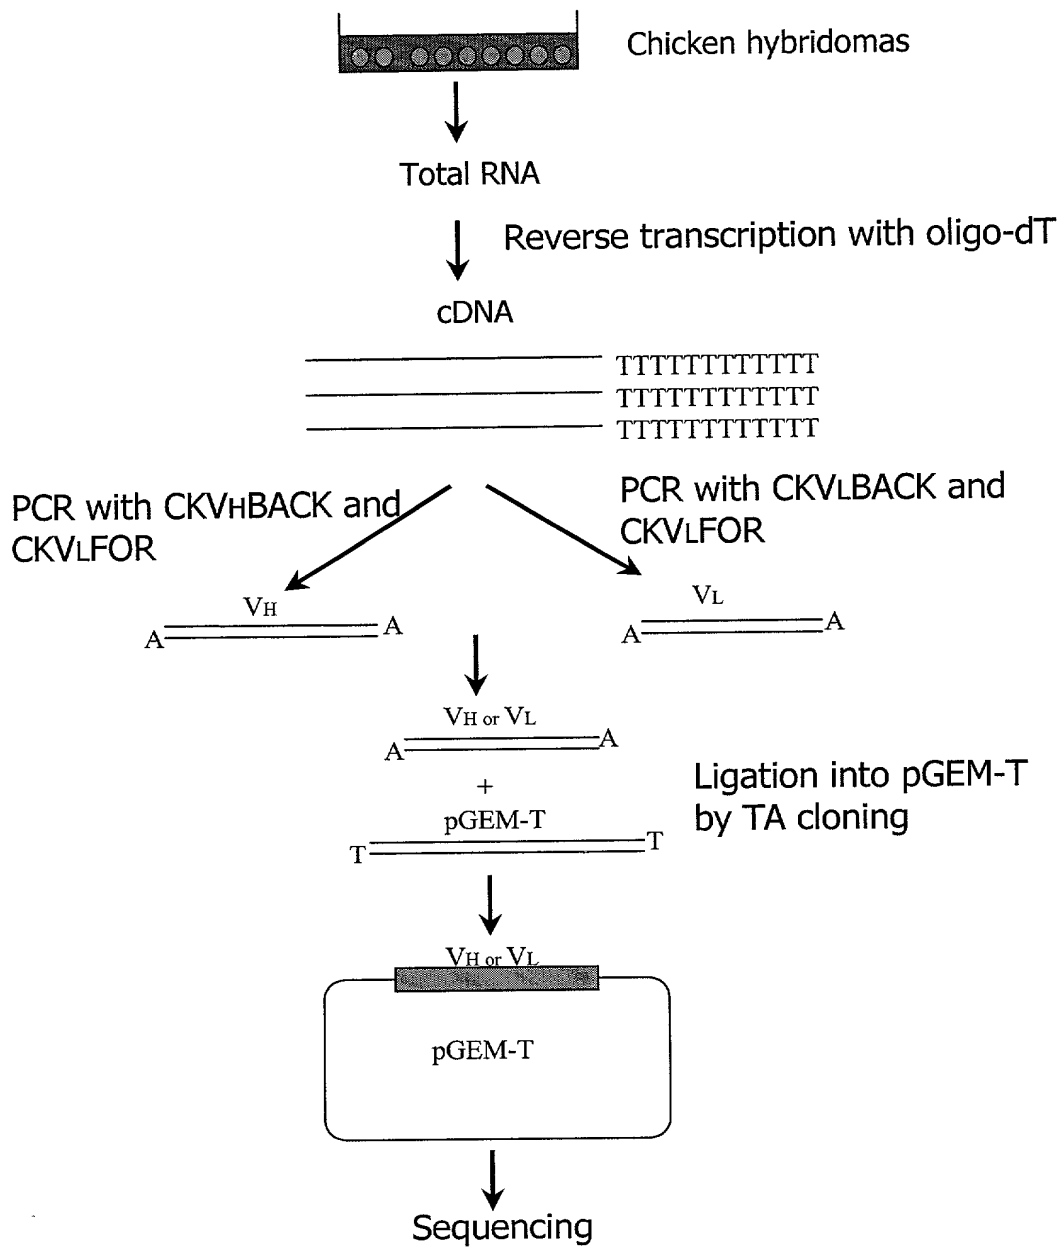 Chicken hybridomas
Total RNA
Reverse transcription with oligo-dT
cDNA
TTTTTTTTTTTT
TTTTTTTTTTTT
TTTTTTTTTTTT
PCR with CKVHBACK and
CKVLFOR
PCR with CKVLBACK and
CKVLFOR
VH
A A
VL
A A
VH or VL
A A
+
pGEM-T
T T
Ligation into pGEM-T
by TA cloning
VH or VL
pGEM-T
Sequencing